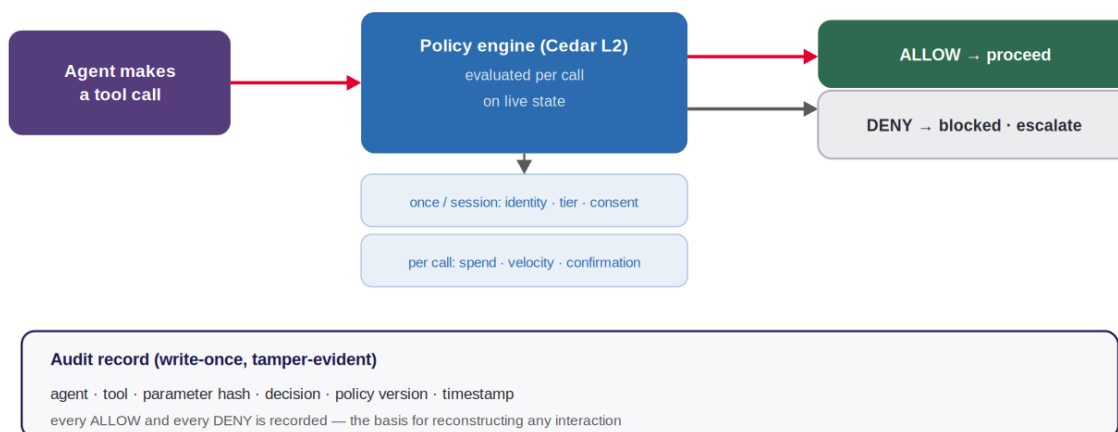 Agent makes
a tool call
Policy engine (Cedar L2)
evaluated per call
on live state
ALLOW → proceed
DENY → blocked · escalate
once / session: identity · tier · consent
per call: spend · velocity · confirmation
Audit record (write-once, tamper-evident)
agent · tool · parameter hash · decision · policy version · timestamp
every ALLOW and every DENY is recorded — the basis for reconstructing any interaction